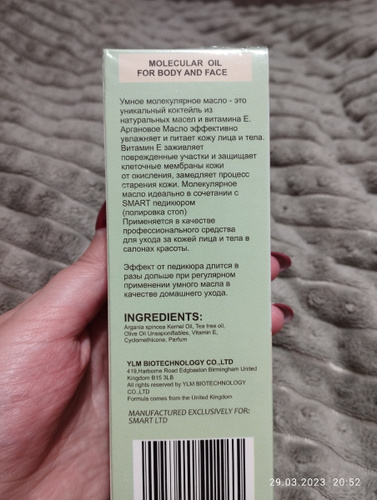 MOLECULAR OIL
FOR BODY AND FACE
Умное молекулярное масло - это
уникальный коктейль из
натуральных масел и витамина Е.
Аргановое Масло эффективно
увлажняет и питает кожу лица и тела.
Витамин Е заживляет
поврежденные участки и защищает
клеточные мембраны кожи
от окисления, замедляет процесс
старения кожи. Молекулярное
масло идеально в сочетании с
SMART педикюром
(полировка стоп)
Применяется в качестве
профессионального средства
для ухода за кожей лица и тела в
салонах красоты.
Эффект от педикюра длится в
разы дольше при регулярном
применении умного масла в
качестве домашнего ухода.
INGREDIENTS:
Argania spinosa Kernel Oil, Tea tree oil,
Olive Oil Unsaponifiables, Vitamin E,
Cyclomethicone, Parfum
YLM BIOTECHNOLOGY CO.,LTD
419,Harborne Road Edgbaston Birmingham United
Kingdom B15 3LB
All rights reserved by YLM BIOTECHNOLOGY
CO.,LTD
Formula comes from the United Kingdom
MANUFACTURED EXCLUSIVELY FOR:
SMART LTD
29.03.2023 20:52